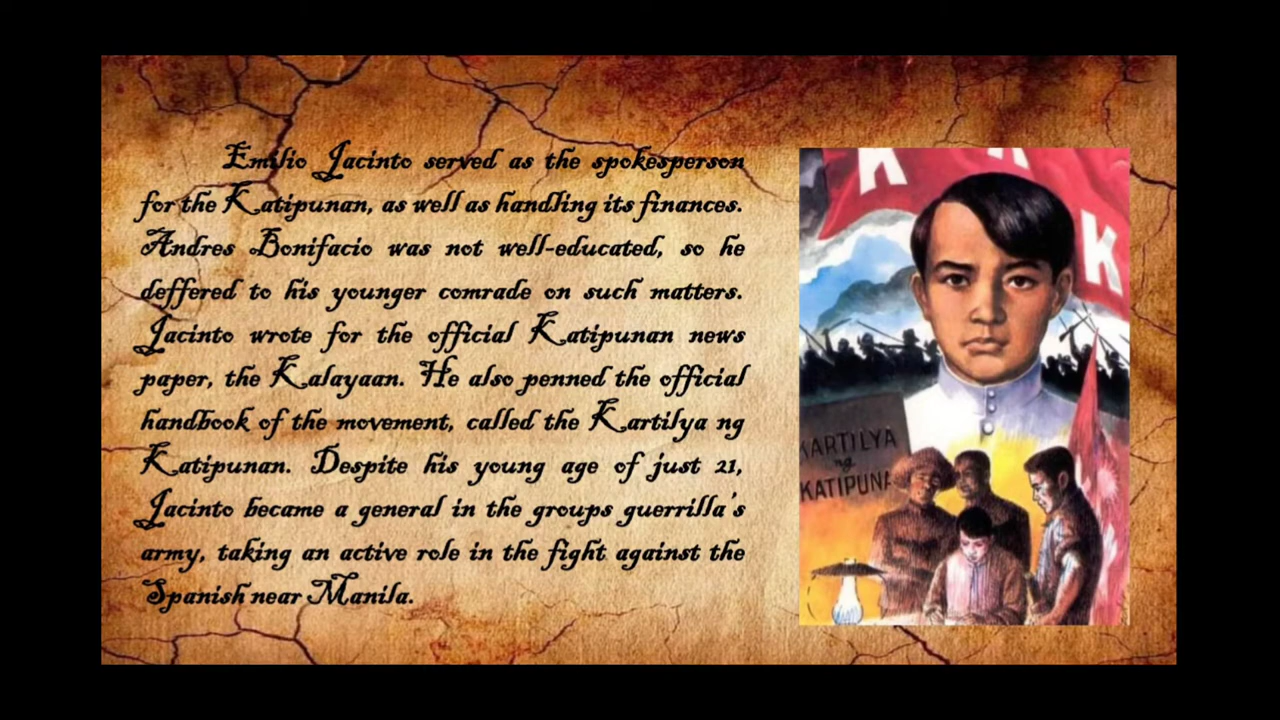 Emilio Jacinto served as the spokesperson
for the Katipunan, as well as handling its finances.
Andres Bonifacio was not well-educated, so he
deffered to his younger comrade on such matters.
Jacinto wrote for the official Katipunan news
paper, the Kalayaan. He also penned the official
handbook of the movement, called the Kartilya ng
Katipunan. Despite his young age of just 21,
Jacinto became a general in the groups guerrilla's
army, taking an active role in the fight against the
Spanish near Manila.
K K K
KARTILYA
ng
KATIPUNA